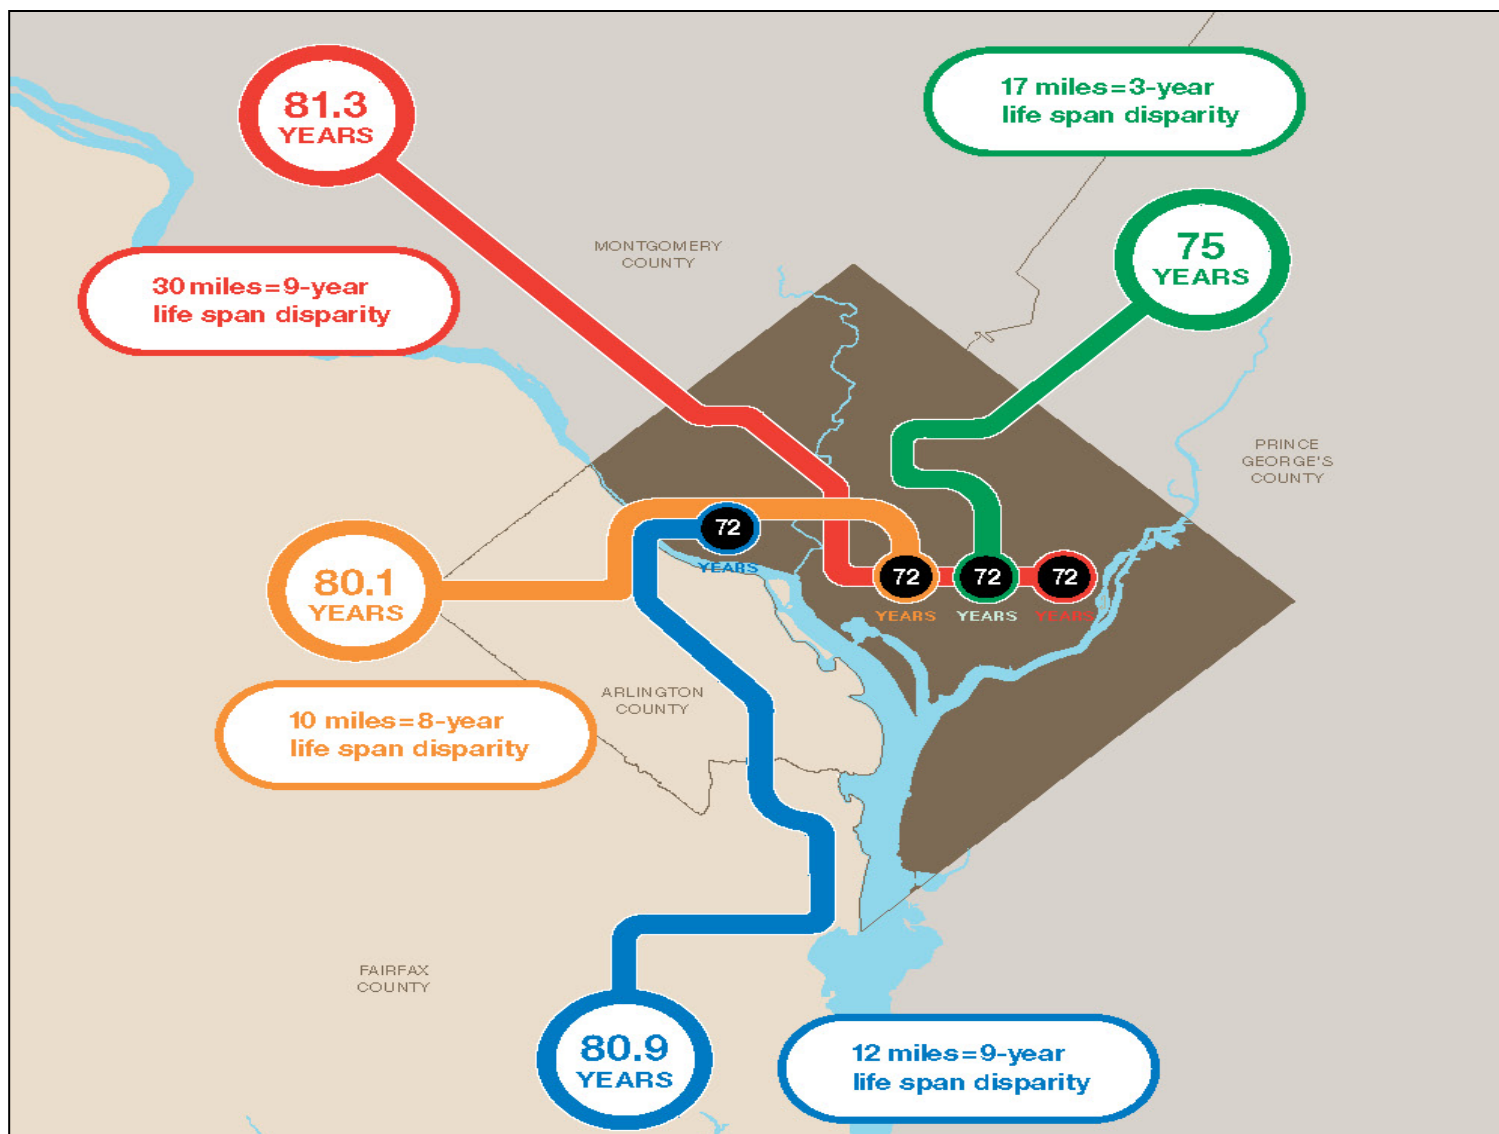 81.3
YEARS
17 miles=3-year
life span disparity
75
YEARS
MONTGOMERY
COUNTY
30 miles=9-year
life span disparity
PRINCE
GEORGE'S
COUNTY
72
YEARS
80.1
YEARS
72
YEARS
72
YEARS
72
YEARS
10 miles=8-year
life span disparity
ARLINGTON
COUNTY
FAIRFAX
COUNTY
80.9
YEARS
12 miles=9-year
life span disparity